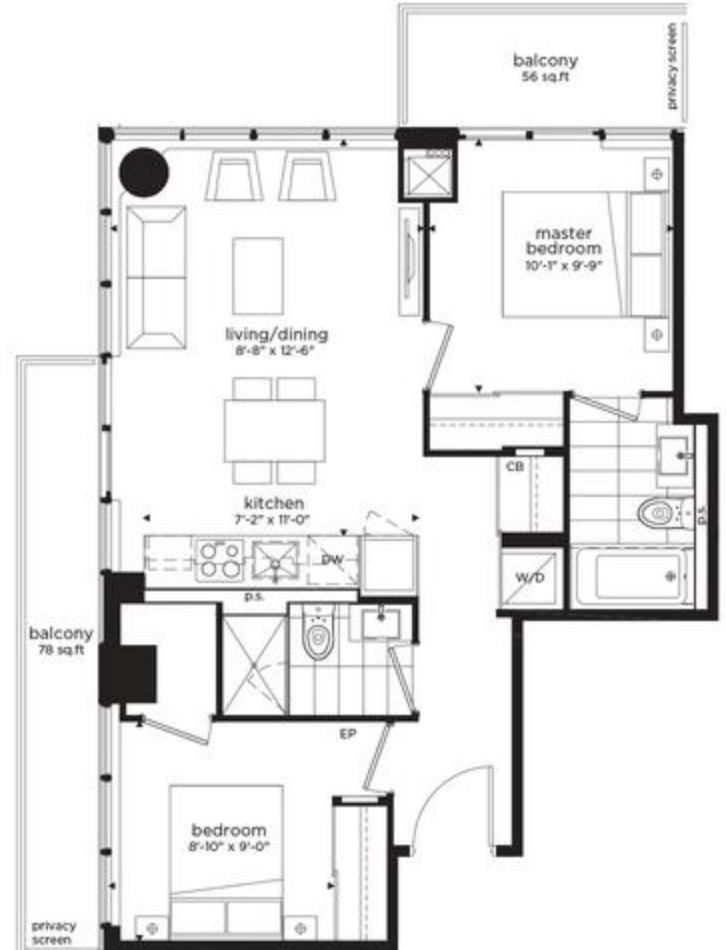 balcony
56 sq.ft
privacy screen
master
bedroom
10'-1" x 9'-9"
living/dining
8'-8" x 12'-6"
kitchen
7'-2" x 11'-0"
CB
p.s.
DW
W/D
p.s.
balcony
78 sq.ft
EP
bedroom
8'-10" x 9'-0"
privacy
screen